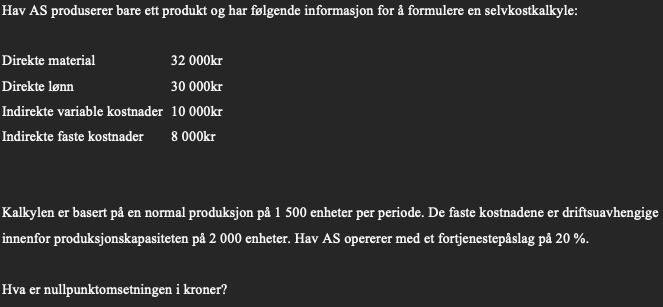 Hav AS produserer bare ett produkt og har følgende informasjon for å formulere en selvkostkalkyle:
Direkte material 32 000kr
Direkte lønn 30 000kr
Indirekte variable kostnader 10 000kr
Indirekte faste kostnader 8 000kr
Kalkylen er basert på en normal produksjon på 1 500 enheter per periode. De faste kostnadene er driftsuavhengige
innenfor produksjonskapasiteten på 2 000 enheter. Hav AS opererer med et fortjenestepåslag på 20 %.
Hva er nullpunktomsetningen i kroner?